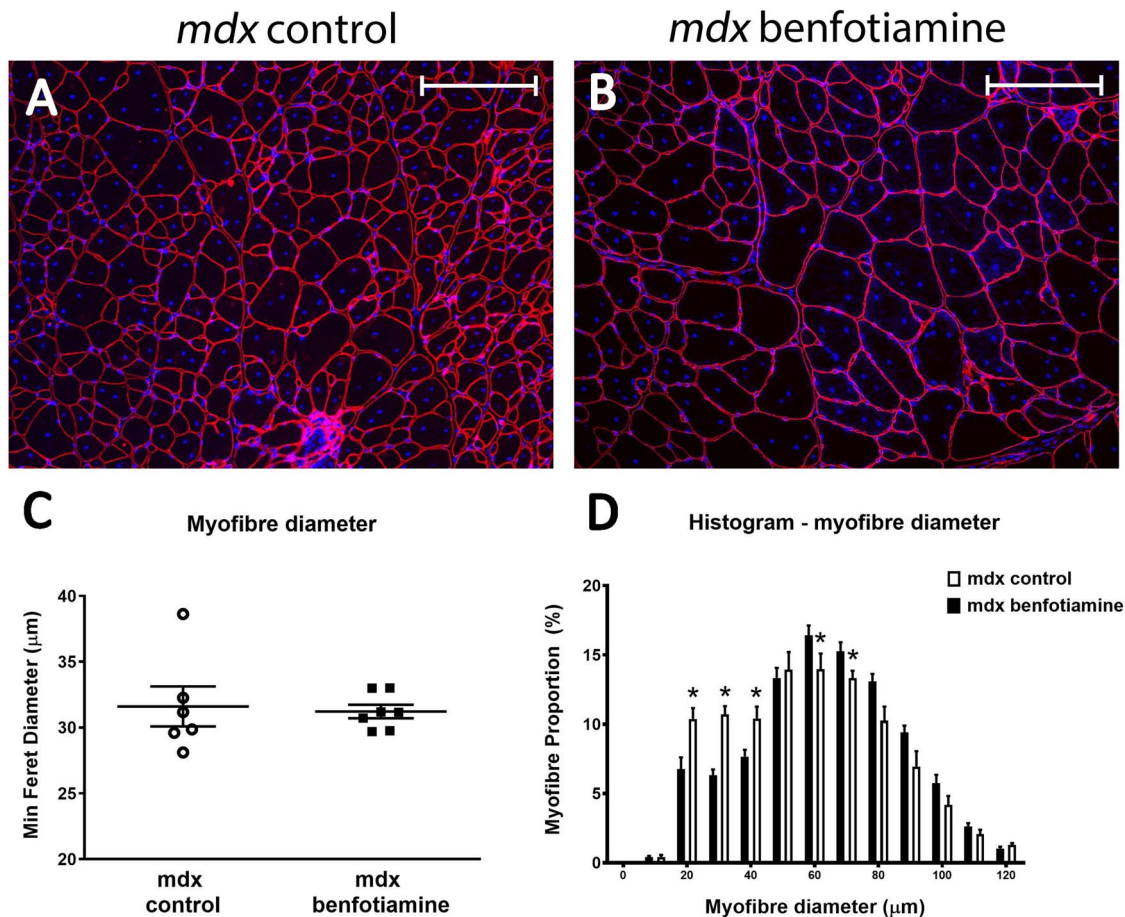 mdx control
mdx benfotiamine
A
B
C
Myofibre diameter
Min Feret Diameter (μm)
40
35
30
25
20
mdx
control
mdx
benfotiamine
D
Histogram - myofibre diameter
mdx control
mdx benfotiamine
Myofibre Proportion (%)
20
15
10
5
0
* * * * *
0 20 40 60 80 100 120
Myofibre diameter (μm)